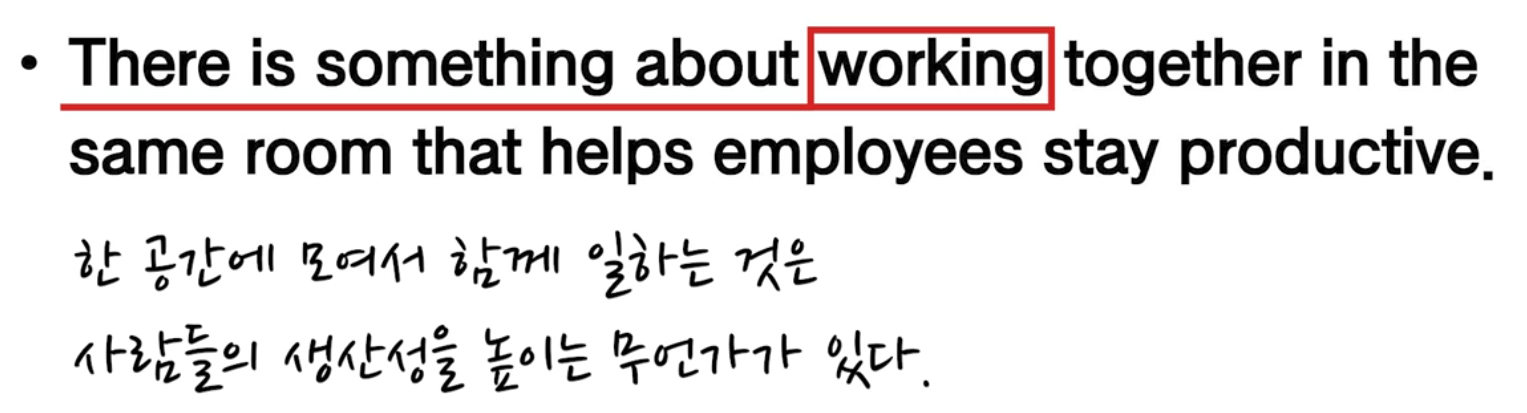 • There is something about working together in the
same room that helps employees stay productive.
한 공간에 모여서 함께 일하는 것은
사람들의 생산성을 높이는 무언가가 있다.